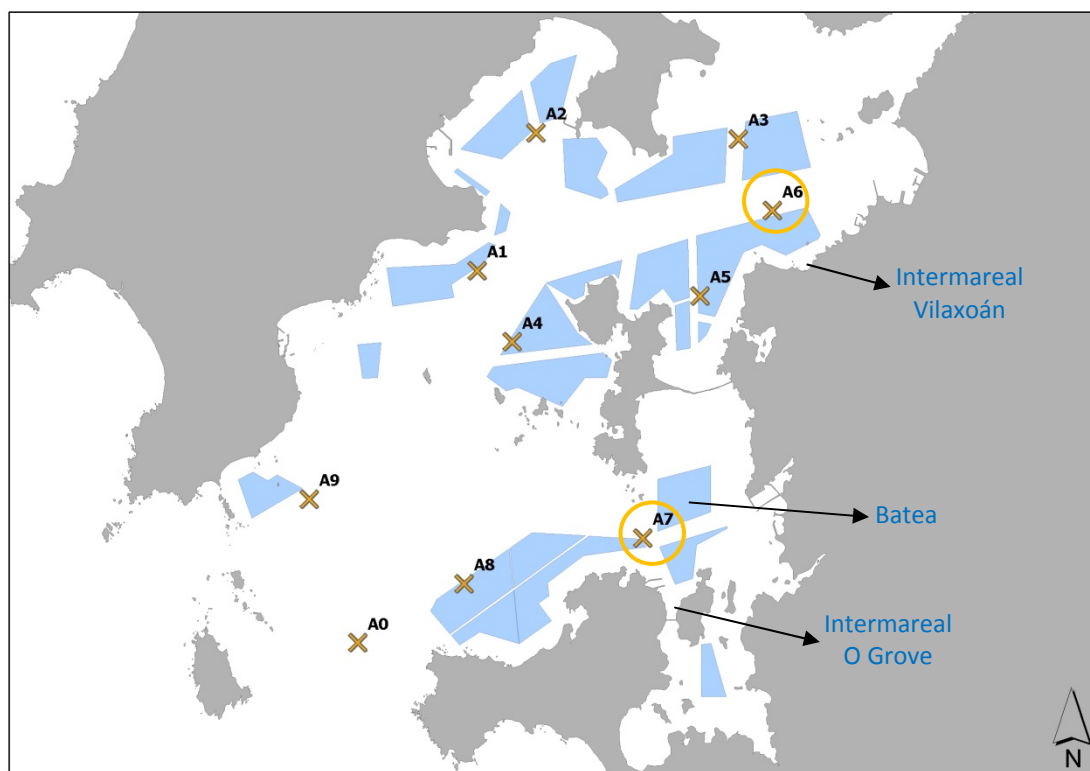 A2
A3
A6
A1
Intermareal
Vilaxoán
A5
A4
A9
Batea
A7
A8
Intermareal
O Grove
A0
N